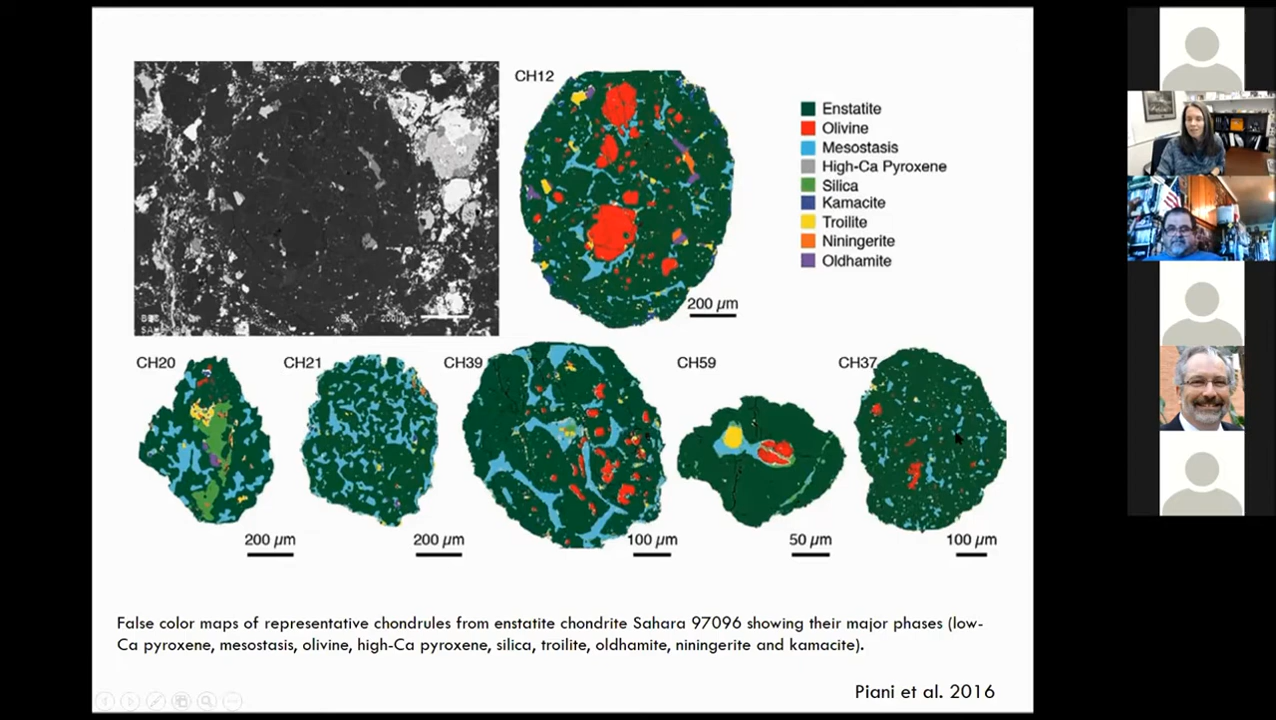 CH12
Enstatite
Olivine
Mesostasis
High-Ca Pyroxene
Silica
Kamacite
Troilite
Niningerite
Oldhamite
200 µm
CH20
CH21
CH39
CH59
CH37
200 µm
200 µm
100 µm
50 µm
100 µm
False color maps of representative chondrules from enstatite chondrite Sahara 97096 showing their major phases (low-
Ca pyroxene, mesostasis, olivine, high-Ca pyroxene, silica, troilite, oldhamite, niningerite and kamacite).
Piani et al. 2016